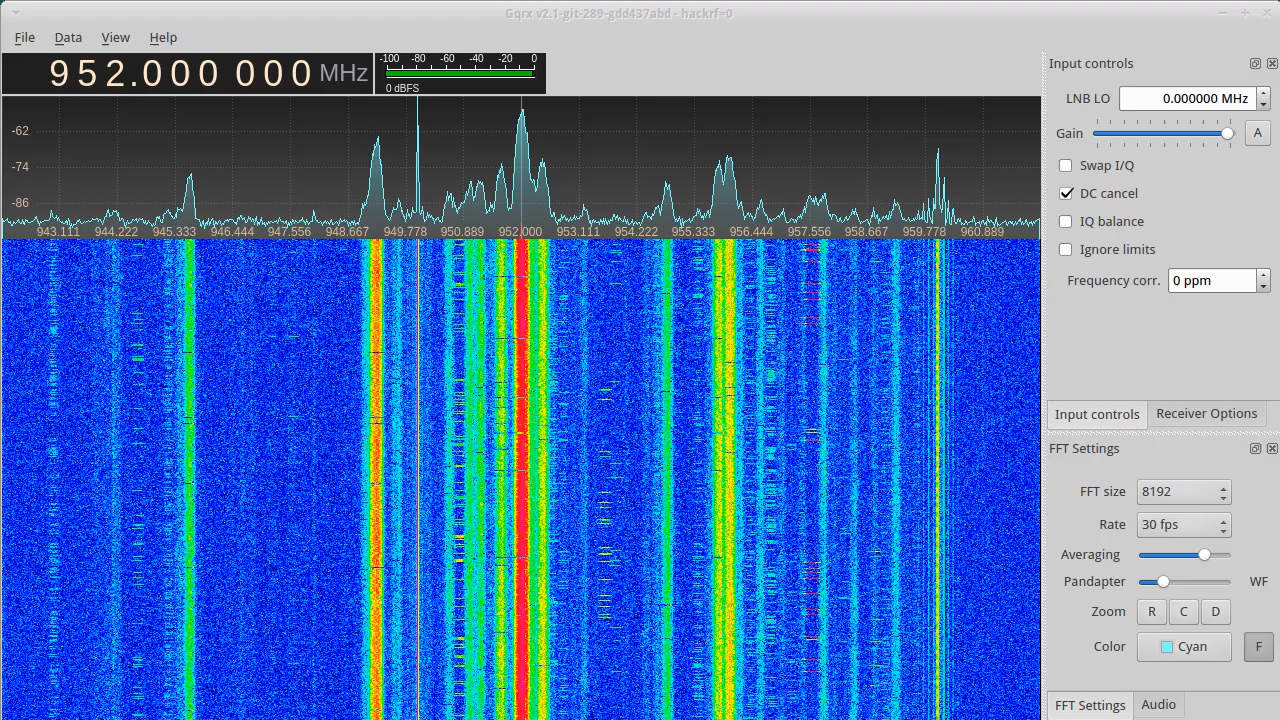 Gqrx v2.1-git-289-gdd437abd - hackrf=0
File Data View Help
952.000 000 MHz
-100 -80 -60 -40 -20 0
0 dBFS
-62
-74
-86
943.111 944.222 945.333 946.444 947.556 948.667 949.778 950.889 952.000 953.111 954.222 955.333 956.444 957.556 958.667 959.778 960.889
Input controls
LNB LO 0.000000 MHz
Gain A
Swap I/Q
DC cancel
IQ balance
Ignore limits
Frequency corr. 0 ppm
Input controls Receiver Options
FFT Settings
FFT size 8192
Rate 30 fps
Averaging
Pandapter WF
Zoom R C D
Color Cyan F
FFT Settings Audio